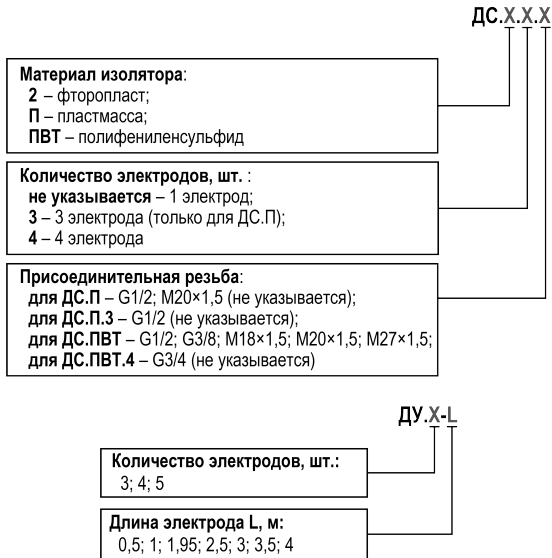 ДС.X.X.X
Материал изолятора:
2 – фторопласт;
П – пластмасса;
ПВТ – полифениленсульфид
Количество электродов, шт. :
не указывается – 1 электрод;
3 – 3 электрода (только для ДС.П);
4 – 4 электрода
Присоединительная резьба:
для ДС.П – G1/2; М20×1,5 (не указывается);
для ДС.П.3 – G1/2 (не указывается);
для ДС.ПВТ – G1/2; G3/8; М18×1,5; М20×1,5; М27×1,5;
для ДС.ПВТ.4 – G3/4 (не указывается)
ДУ.X-L
Количество электродов, шт.:
3; 4; 5
Длина электрода L, м:
0,5; 1; 1,95; 2,5; 3; 3,5; 4